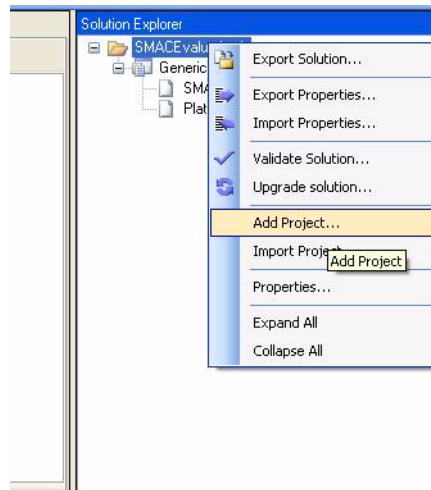 Solution Explorer
SMACEvalu
Generic
Export Solution...
SMA
Export Properties...
Plat
Import Properties...
Validate Solution...
Upgrade solution...
Add Project...
Import Proje
Add Project
Properties...
Expand All
Collapse All